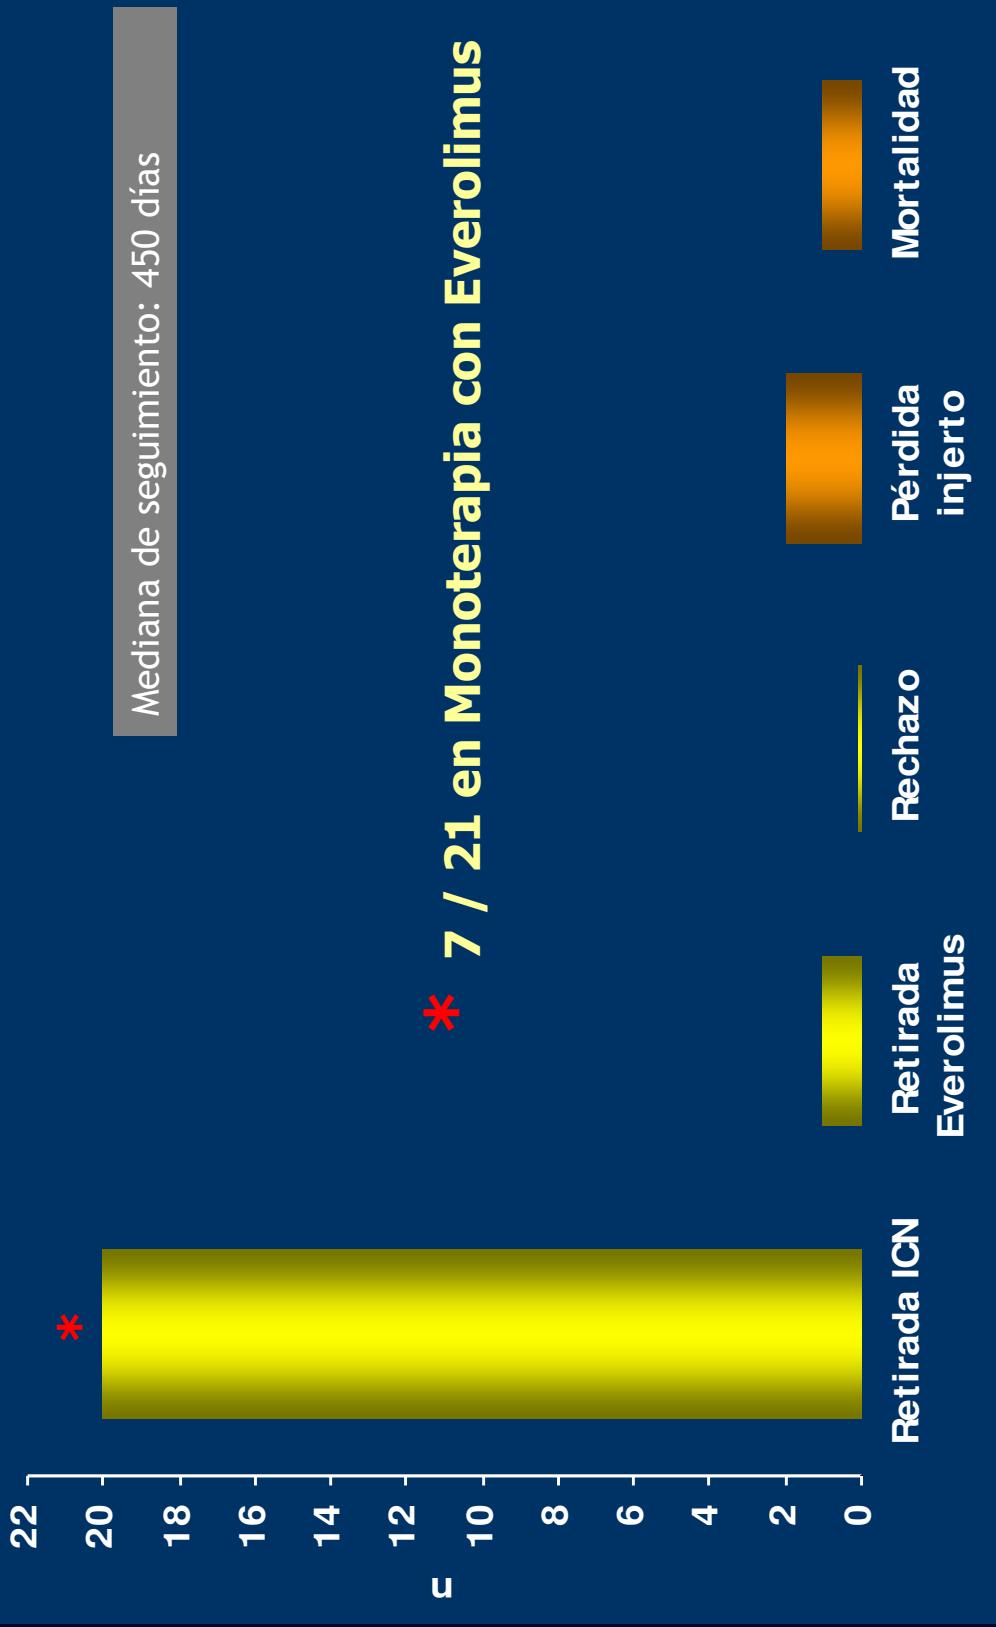 Mediana de seguimiento: 450 días
* 7 / 21 en Monoterapia con Everolimus
*
n
22
20
18
16
14
12
10
8
6
4
2
0
Retirada ICN
Retirada
Everolimus
Rechazo
Pérdida
injerto
Mortalidad